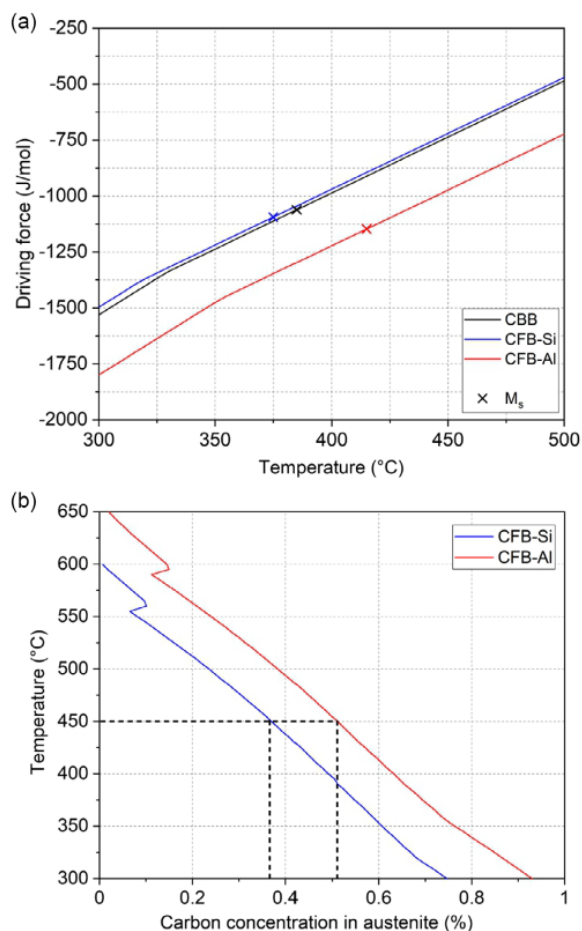 (a)
-250
-500
-750
-1000
-1250
-1500
-1750
-2000
Driving force (J/mol)
CBB
CFB-Si
CFB-Al
Ms
300
350
400
450
500
Temperature (°C)
(b)
650
600
550
500
450
400
350
300
Temperature (°C)
CFB-Si
CFB-Al
0
0.2
0.4
0.6
0.8
1
Carbon concentration in austenite (%)